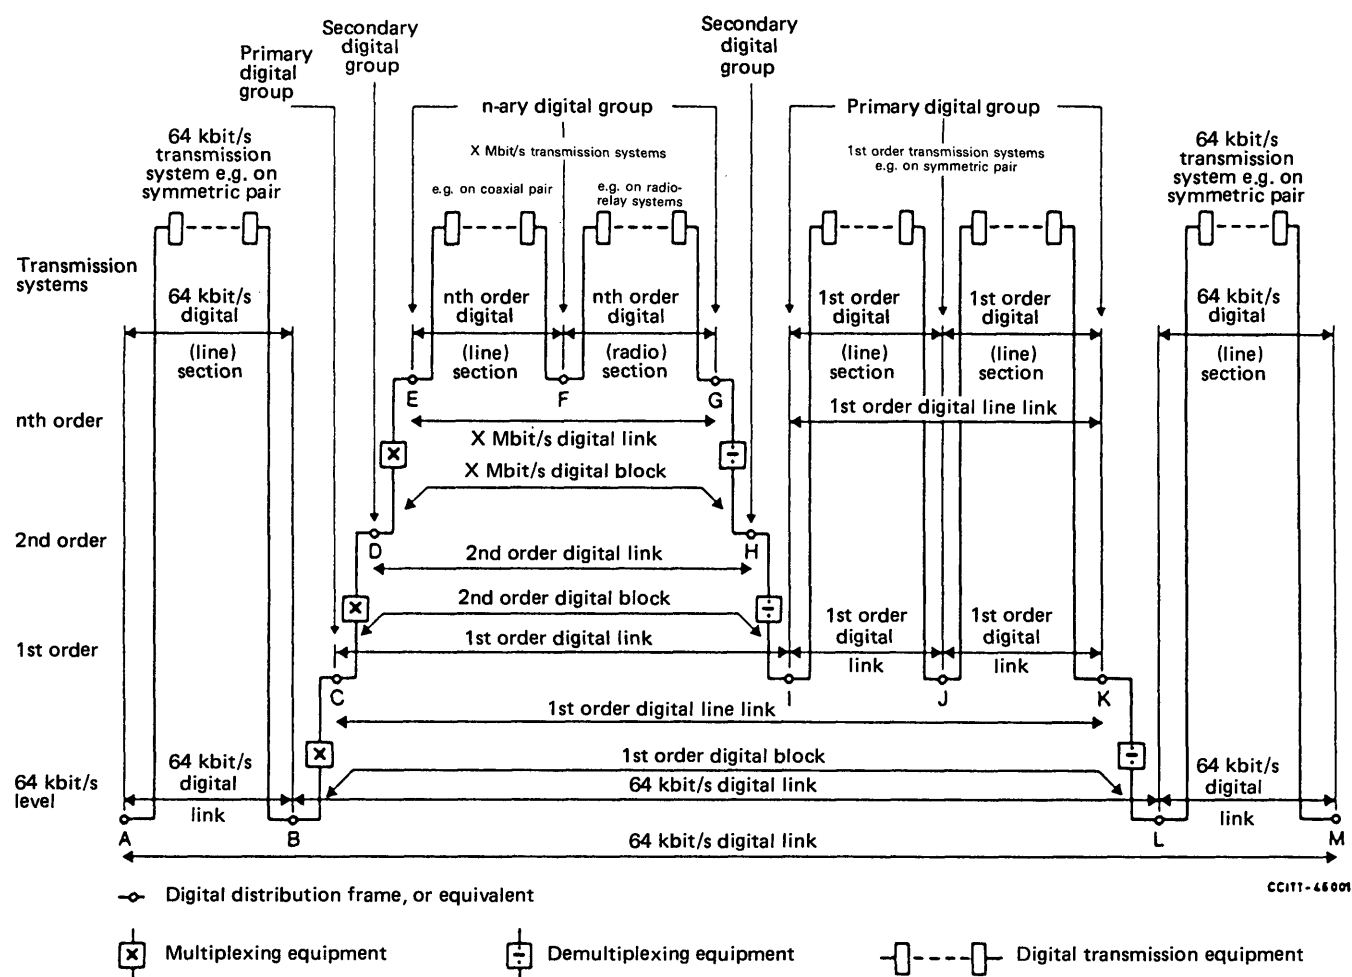 Secondary
digital
group
Primary
digital
group
Secondary
digital
group
n-ary digital group
Primary digital group
64 kbit/s
transmission
system e.g. on
symmetric pair
X Mbit/s transmission systems
e.g. on coaxial pair
e.g. on radio-
relay systems
1st order transmission systems
e.g. on symmetric pair
64 kbit/s
transmission
system e.g. on
symmetric pair
Transmission
systems
64 kbit/s
digital
(line)
section
nth order
digital
(line)
section
nth order
digital
(radio)
section
1st order
digital
(line)
section
1st order
digital
(line)
section
64 kbit/s
digital
(line)
section
E
F
G
nth order
1st order digital line link
X Mbit/s digital link
X Mbit/s digital block
2nd order
D
H
2nd order digital link
2nd order digital block
1st order
1st order digital link
1st order
digital
link
1st order
digital
link
C
I
J
K
1st order digital line link
1st order digital block
64 kbit/s
level
64 kbit/s
digital
link
64 kbit/s digital link
64 kbit/s
digital
link
A
B
L
M
64 kbit/s digital link
CCITT-46001
Digital distribution frame, or equivalent
Multiplexing equipment
Demultiplexing equipment
Digital transmission equipment